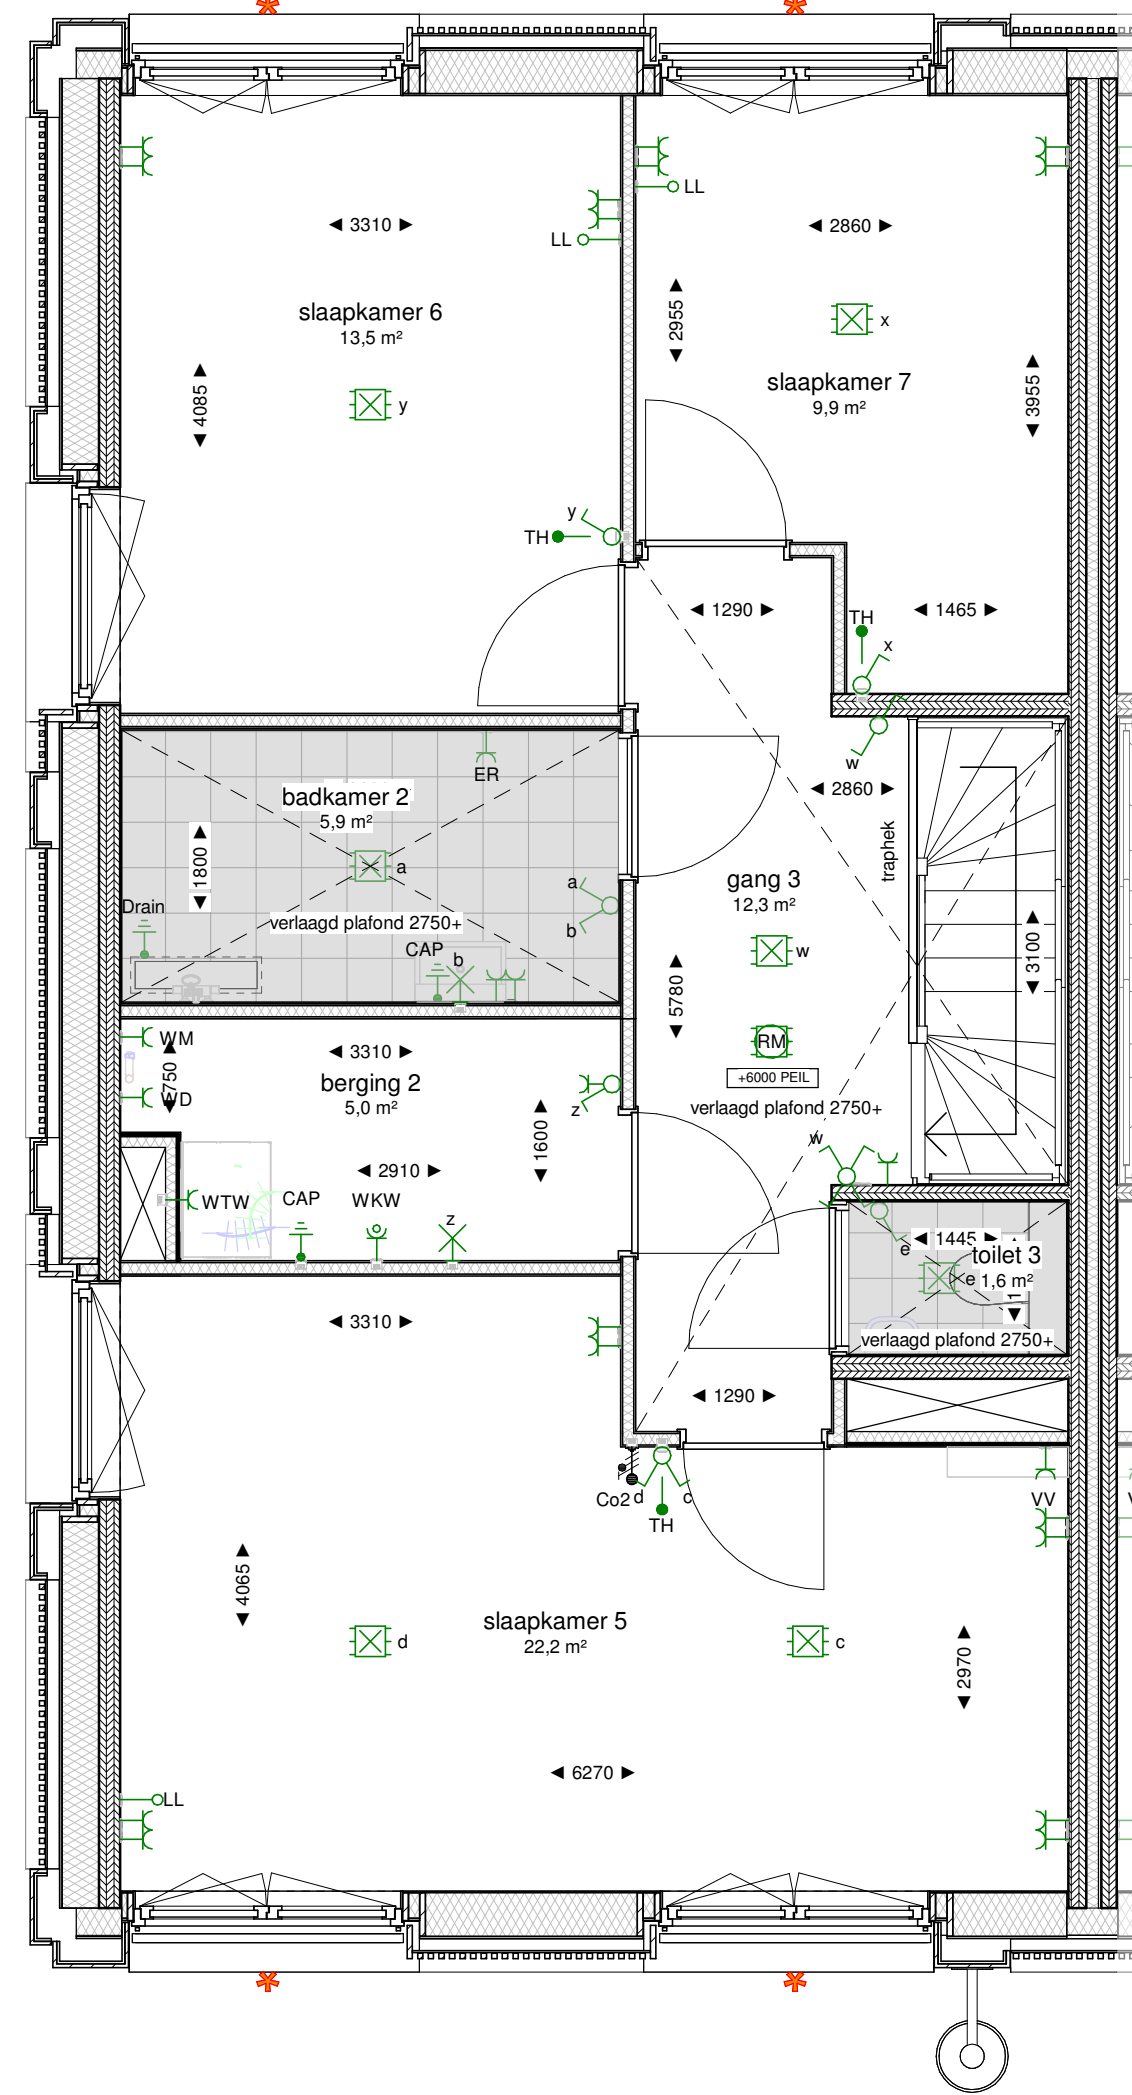 LL
3310
2860
LL
2955
slaapkamer 6
13,5 m²
x
slaapkamer 7
9,9 m²
4085
3955
y
y
TH
1290
1465
TH
x
w
ER
2860
badkamer 2
5,9 m²
1800
a
traphek
gang 3
12,3 m²
a
b
Drain
verlaagd plafond 2750+
CAP
b
w
3100
5780
WM
3310
RM
berging 2
5,0 m²
+6000 PEIL
WD
z
verlaagd plafond 2750+
w
1600
2910
WTW
CAP
WKW
z
e
1445
toilet 3
e
1,6 m²
3310
verlaagd plafond 2750+
1290
Co2
d
c
TH
VV
4065
slaapkamer 5
22,2 m²
d
c
2970
6270
LL